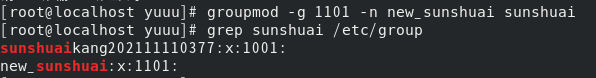 [root@localhost yuuu]# groupmod -g 1101 -n new_sunshuai sunshuai
[root@localhost yuuu]# grep sunshuai /etc/group
sunshuaikang202111110377:x:1001:
new_sunshuai:x:1101: